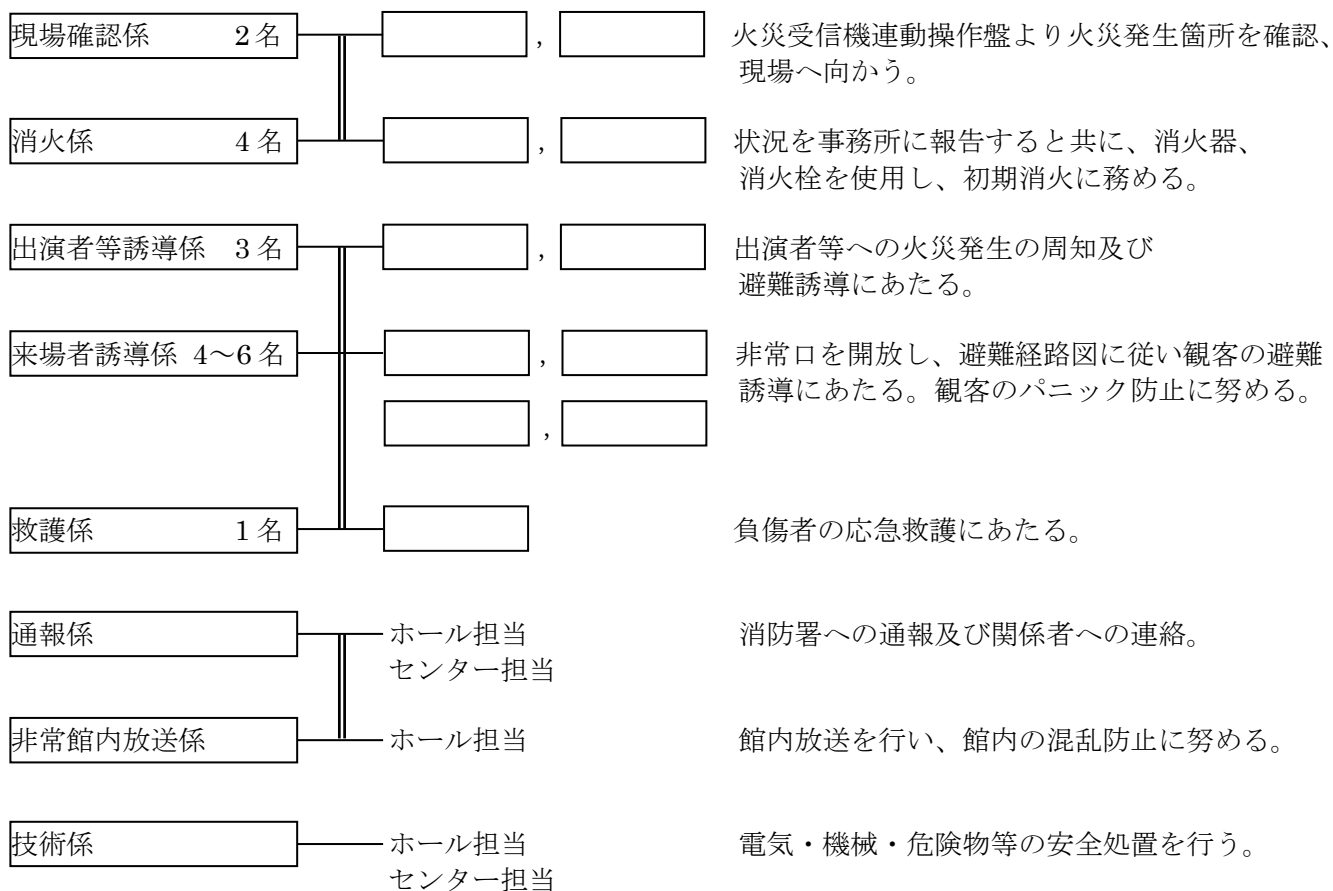 現場確認係 2名 , 火災受信機連動操作盤より火災発生箇所を確認、
現場へ向かう。
消火係 4名 , 状況を事務所に報告すると共に、消火器、
消火栓を使用し、初期消火に務める。
出演者等誘導係 3名 , 出演者等への火災発生の周知及び
避難誘導にあたる。
来場者誘導係 4〜6名 , 非常口を開放し、避難経路図に従い観客の避難
誘導にあたる。観客のパニック防止に努める。
,
救護係 1名 負傷者の応急救護にあたる。
通報係 ホール担当 消防署への通報及び関係者への連絡。
センター担当
非常館内放送係 ホール担当 館内放送を行い、館内の混乱防止に努める。
技術係 ホール担当 電気・機械・危険物等の安全処置を行う。
センター担当